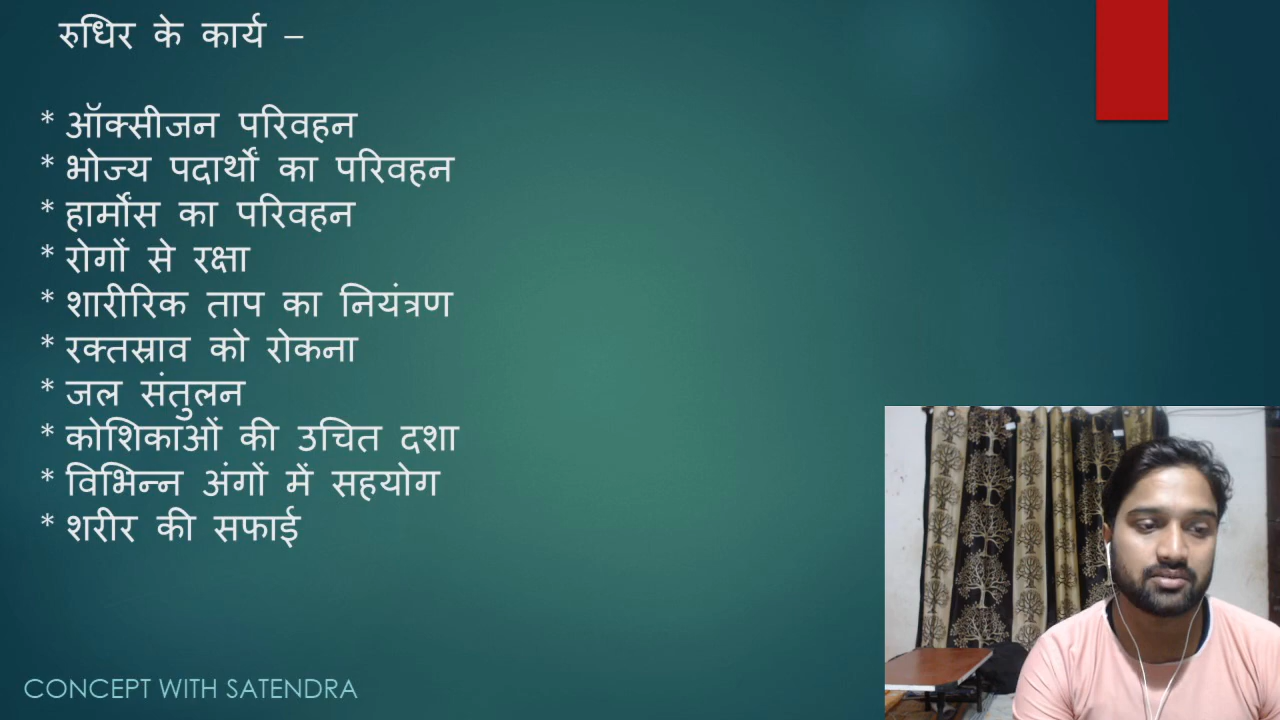 रुधिर के कार्य –
* ऑक्सीजन परिवहन
* भोज्य पदार्थों का परिवहन
* हार्मोंस का परिवहन
* रोगों से रक्षा
* शारीरिक ताप का नियंत्रण
* रक्तस्राव को रोकना
* जल संतुलन
* कोशिकाओं की उचित दशा
* विभिन्न अंगों में सहयोग
* शरीर की सफाई
CONCEPT WITH SATENDRA